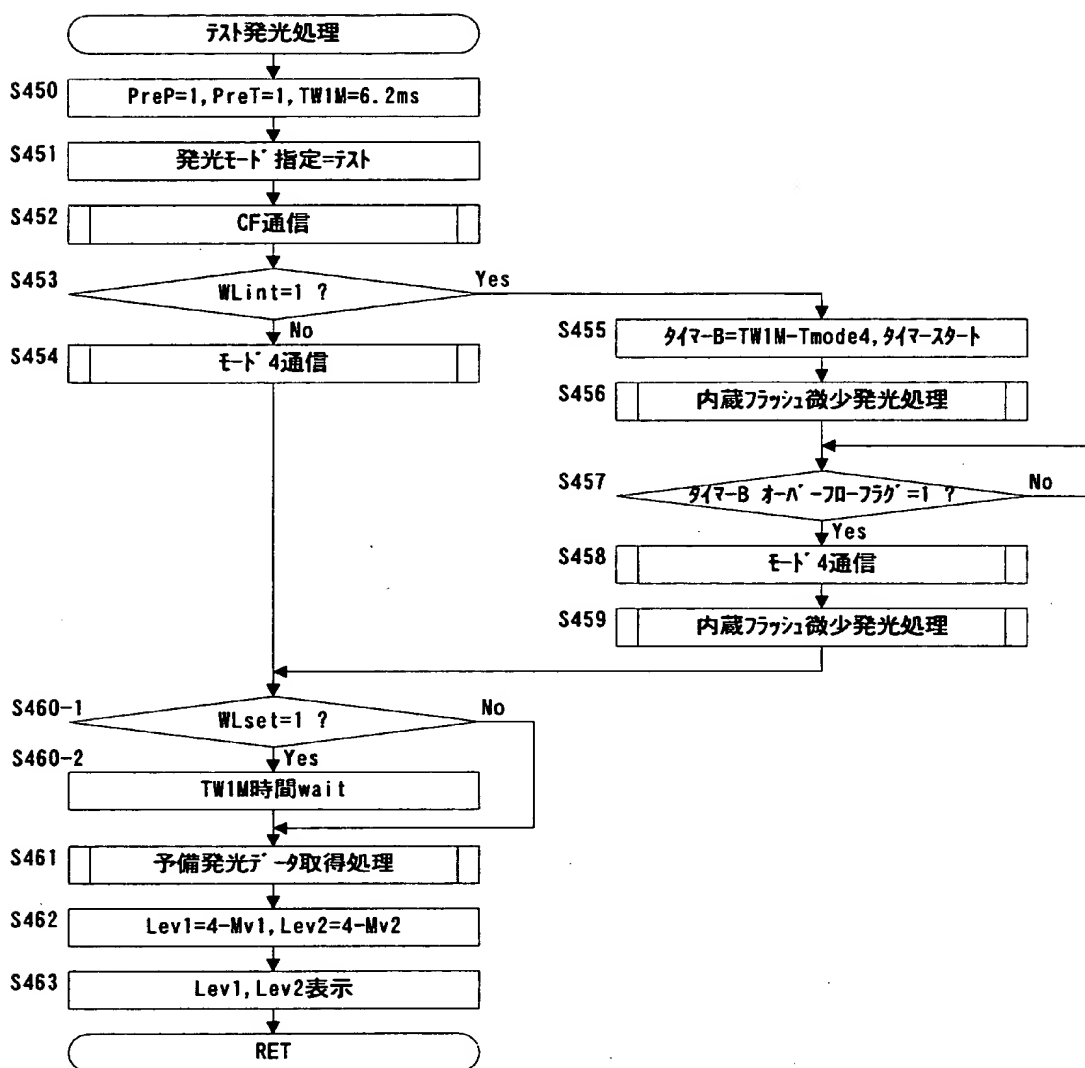 テスト発光処理
S450
PreP=1,PreT=1,TW1M=6.2ms
S451
発光モード指定=テスト
S452
CF通信
S453
WLint=1 ?
Yes
No
S454
モード4通信
S455
タイマーB=TW1M-Tmode4,タイマースタート
S456
内蔵フラッシュ微少発光処理
S457
タイマーB オーバーフローフラグ=1 ?
No
Yes
S458
モード4通信
S459
内蔵フラッシュ微少発光処理
S460-1
WLset=1 ?
No
S460-2
Yes
TW1M時間wait
S461
予備発光データ取得処理
S462
Lev1=4-Mv1,Lev2=4-Mv2
S463
Lev1,Lev2表示
RET